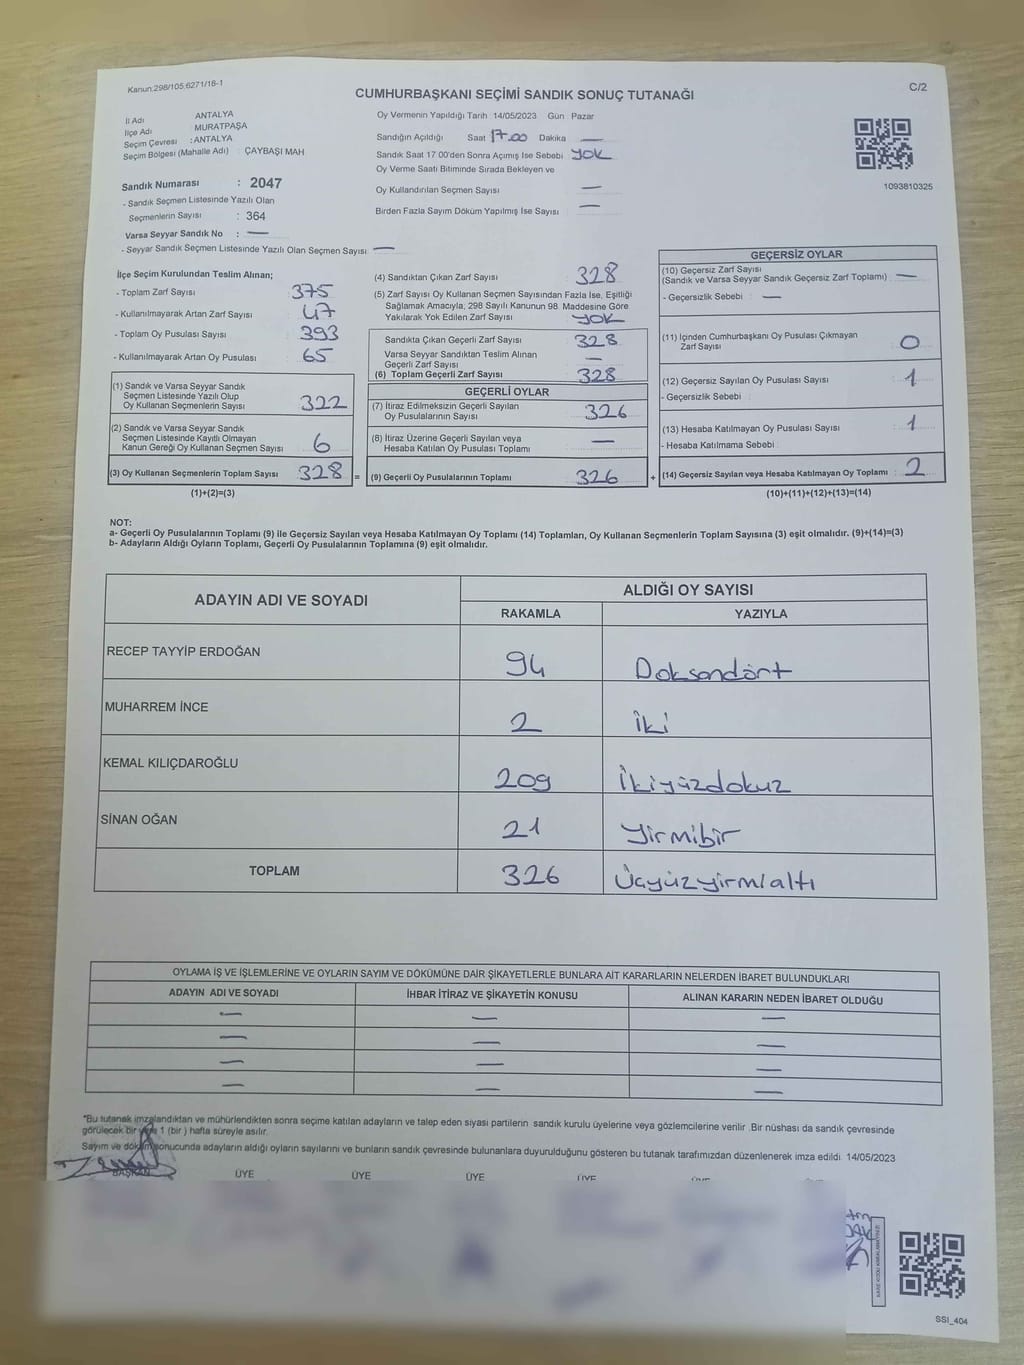 Kanun:298/105,6271/18-1
C/2
CUMHURBAŞKANI SEÇİMİ SANDIK SONUÇ TUTANAĞI
İl Adı ANTALYA
İlçe Adı MURATPAŞA
Seçim Çevresi : ANTALYA
Seçim Bölgesi (Mahalle Adı) : ÇAYBAŞI MAH
Sandık Numarası : 2047
- Sandık Seçmen Listesinde Yazılı Olan
Seçmenlerin Sayısı : 364
Varsa Seyyar Sandık No : —
- Seyyar Sandık Seçmen Listesinde Yazılı Olan Seçmen Sayısı —
Oy Vermenin Yapıldığı Tarih 14/05/2023 Gün : Pazar
Sandığın Açıldığı Saat 17.00 Dakika —
Sandık Saat 17 00'den Sonra Açımış İse Sebebi yok
Oy Verme Saati Bitiminde Sırada Bekleyen ve
Oy Kullandırılan Seçmen Sayısı —
Birden Fazla Sayım Döküm Yapılmış İse Sayısı —
1093810325
İlçe Seçim Kurulundan Teslim Alınan;
- Toplam Zarf Sayısı : 375
- Kullanılmayarak Artan Zarf Sayısı : 47
- Toplam Oy Pusulası Sayısı : 393
- Kullanılmayarak Artan Oy Pusulası : 65
(1) Sandık ve Varsa Seyyar Sandık
Seçmen Listesinde Yazılı Olup
Oy Kullanan Seçmenlerin Sayısı : 322
(2) Sandık ve Varsa Seyyar Sandık
Seçmen Listesinde Kayıtlı Olmayan
Kanun Gereği Oy Kullanan Seçmen Sayısı : 6
(3) Oy Kullanan Seçmenlerin Toplam Sayısı : 328
(1)+(2)=(3)
(4) Sandıktan Çıkan Zarf Sayısı : 328
(5) Zarf Sayısı Oy Kullanan Seçmen Sayısından Fazla İse, Eşitliği
Sağlamak Amacıyla, 298 Sayılı Kanunun 98. Maddesine Göre
Yakılarak Yok Edilen Zarf Sayısı : yok
Sandıkta Çıkan Geçerli Zarf Sayısı : 328
Varsa Seyyar Sandıktan Teslim Alınan
Geçerli Zarf Sayısı : —
(6) Toplam Geçerli Zarf Sayısı : 328
GEÇERLİ OYLAR
(7) İtiraz Edilmeksizin Geçerli Sayılan
Oy Pusulalarının Sayısı : 326
(8) İtiraz Üzerine Geçerli Sayılan veya
Hesaba Katılan Oy Pusulası Toplamı : —
= (9) Geçerli Oy Pusulalarının Toplamı : 326
GEÇERSİZ OYLAR
(10) Geçersiz Zarf Sayısı
(Sandık ve Varsa Seyyar Sandık Geçersiz Zarf Toplamı) : —
- Geçersizlik Sebebi : —
(11) İçinden Cumhurbaşkanı Oy Pusulası Çıkmayan
Zarf Sayısı : 0
(12) Geçersiz Sayılan Oy Pusulası Sayısı : 1
- Geçersizlik Sebebi :
(13) Hesaba Katılmayan Oy Pusulası Sayısı : 1
- Hesaba Katılmama Sebebi :
+ (14) Geçersiz Sayılan veya Hesaba Katılmayan Oy Toplamı : 2
(10)+(11)+(12)+(13)=(14)
NOT:
a- Geçerli Oy Pusulalarının Toplamı (9) ile Geçersiz Sayılan veya Hesaba Katılmayan Oy Toplamı (14) Toplamları, Oy Kullanan Seçmenlerin Toplam Sayısına (3) eşit olmalıdır. (9)+(14)=(3)
b- Adayların Aldığı Oyların Toplamı, Geçerli Oy Pusulalarının Toplamına (9) eşit olmalıdır.
ADAYIN ADI VE SOYADI ALDIĞI OY SAYISI
RAKAMLA YAZIYLA
RECEP TAYYİP ERDOĞAN 94 Doksandört
MUHARREM İNCE 2 İki
KEMAL KILIÇDAROĞLU 209 İkiyüzdokuz
SİNAN OĞAN 21 Yirmibir
TOPLAM 326 Üçyüzyirmialtı
OYLAMA İŞ VE İŞLEMLERİNE VE OYLARIN SAYIM VE DÖKÜMÜNE DAİR ŞİKAYETLERLE BUNLARA AİT KARARLARIN NELERDEN İBARET BULUNDUKLARI
ADAYIN ADI VE SOYADI İHBAR İTİRAZ VE ŞİKAYETİN KONUSU ALINAN KARARIN NEDEN İBARET OLDUĞU
— — —
— — —
— — —
— — —
*Bu tutanak imzalandıktan ve mühürlendikten sonra seçime katılan adayların ve talep eden siyasi partilerin sandık kurulu üyelerine veya gözlemcilerine verilir .Bir nüshası da sandık çevresinde
görülecek bir yere 1 (bir ) hafta süreyle asılır.
Sayım ve döküm sonucunda adayların aldığı oyların sayılarını ve bunların sandık çevresinde bulunanlara duyurulduğunu gösteren bu tutanak tarafımızdan düzenlenerek imza edildi. 14/05/2023
BAŞKAN ÜYE ÜYE ÜYE ÜYE
SSI_404